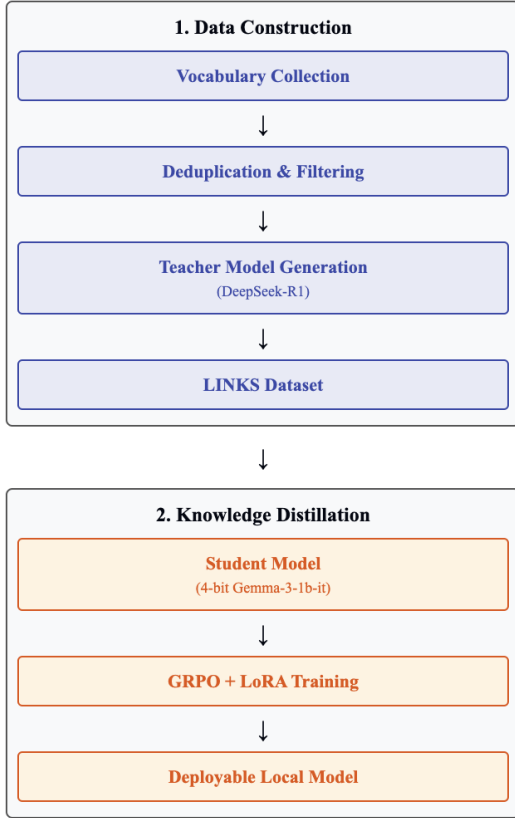 1. Data Construction
Vocabulary Collection
↓
Deduplication & Filtering
↓
Teacher Model Generation
(DeepSeek-R1)
↓
LINKS Dataset
↓
2. Knowledge Distillation
Student Model
(4-bit Gemma-3-1b-it)
↓
GRPO + LoRA Training
↓
Deployable Local Model